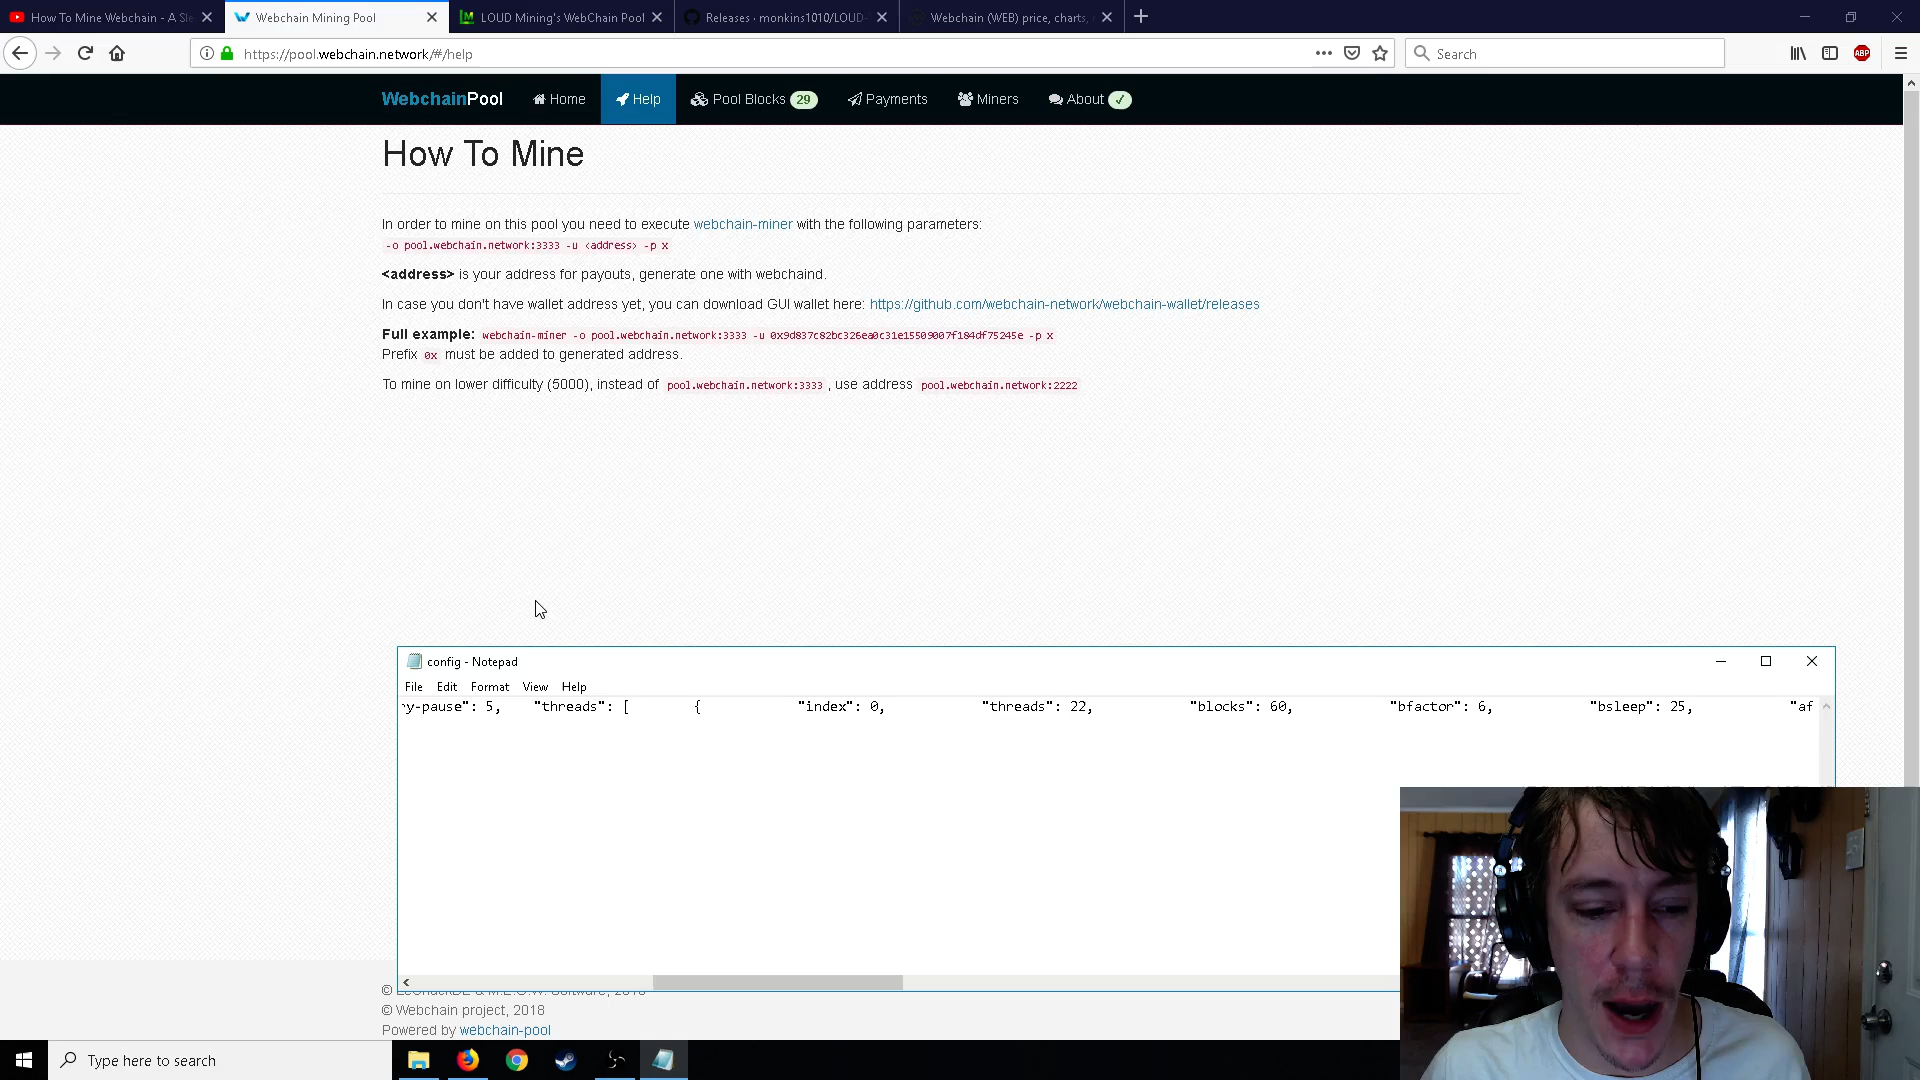 How To Mine Webchain - A Sle
Webchain Mining Pool
LOUD Mining's WebChain Pool
Releases · monkins1010/LOUD-
Webchain (WEB) price, charts,
https://pool.webchain.network/#/help
Search
ABP
WebchainPool
Home
Help
Pool Blocks 29
Payments
Miners
About
How To Mine
In order to mine on this pool you need to execute webchain-miner with the following parameters:
-o pool.webchain.network:3333 -u <address> -p x
<address> is your address for payouts, generate one with webchaind.
In case you don't have wallet address yet, you can download GUI wallet here: https://github.com/webchain-network/webchain-wallet/releases
Full example: webchain-miner -o pool.webchain.network:3333 -u 0x9d837c82bc326ea0c31e15509007f184df75245e -p x
Prefix 0x must be added to generated address.
To mine on lower difficulty (5000), instead of pool.webchain.network:3333 , use address pool.webchain.network:2222
config - Notepad
File Edit Format View Help
y-pause": 5, "threads": [ { "index": 0, "threads": 22, "blocks": 60, "bfactor": 6, "bsleep": 25, "af
© Webchain project, 2018
Powered by webchain-pool
Type here to search